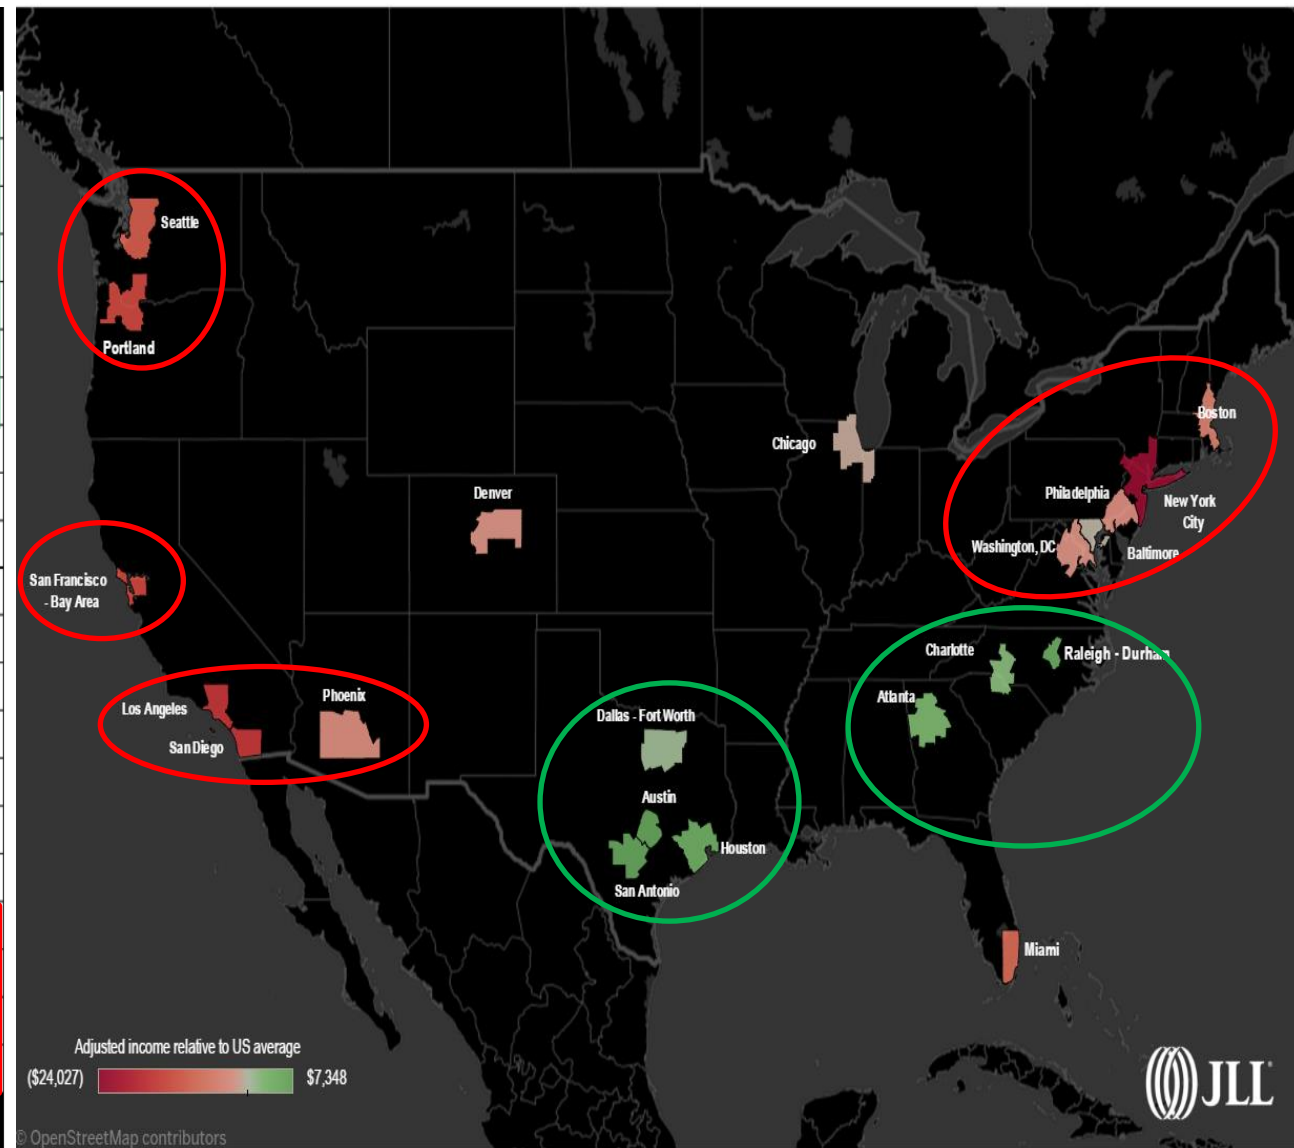 Seattle
Portland
Boston
Chicago
Denver
Philadelphia
New York
City
Washington, DC
Baltimore
San Francisco
- Bay Area
Charlotte
Raleigh - Durham
Phoenix
Atlanta
Los Angeles
Dallas - Fort Worth
San Diego
Austin
Houston
San Antonio
Miami
Adjusted income relative to US average
($24,027)
$7,348
JLL
© OpenStreetMap contributors